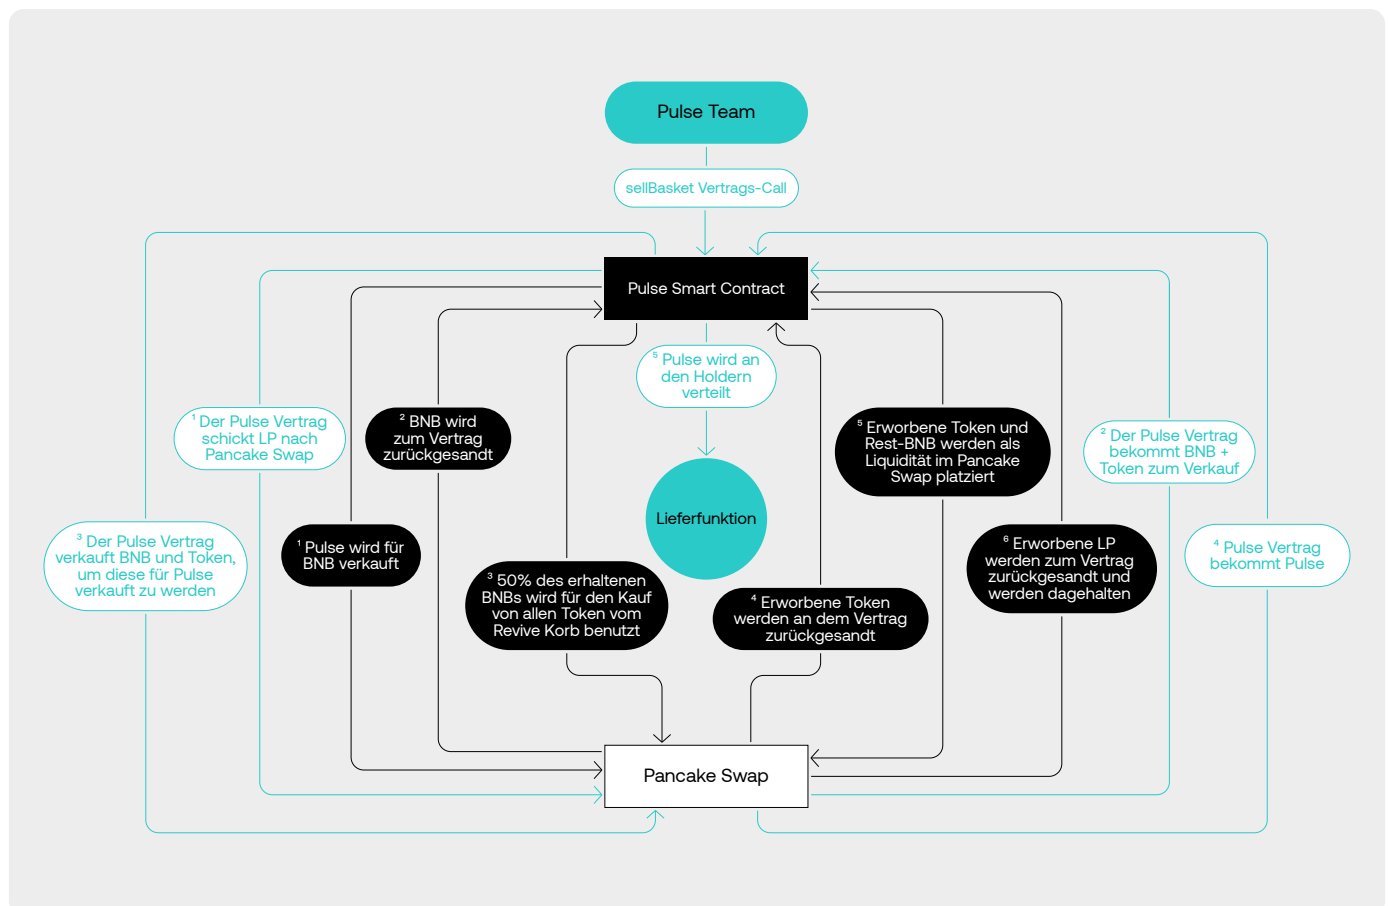 Pulse Team
sellBasket Vertrags-Call
Pulse Smart Contract
⁵ Pulse wird an
den Holdern
verteilt
¹ Der Pulse Vertrag
schickt LP nach
Pancake Swap
² BNB wird
zum Vertrag
zurückgesandt
⁵ Erworbene Token und
Rest-BNB werden als
Liquidität im Pancake
Swap platziert
² Der Pulse Vertrag
bekommt BNB +
Token zum Verkauf
Lieferfunktion
³ Der Pulse Vertrag
verkauft BNB und Token,
um diese für Pulse
verkauft zu werden
¹ Pulse wird für
BNB verkauft
³ 50% des erhaltenen
BNBs wird für den Kauf
von allen Token vom
Revive Korb benutzt
⁴ Erworbene Token
werden an dem Vertrag
zurückgesandt
⁶ Erworbene LP
werden zum Vertrag
zurückgesandt und
werden dagehalten
⁴ Pulse Vertrag
bekommt Pulse
Pancake Swap